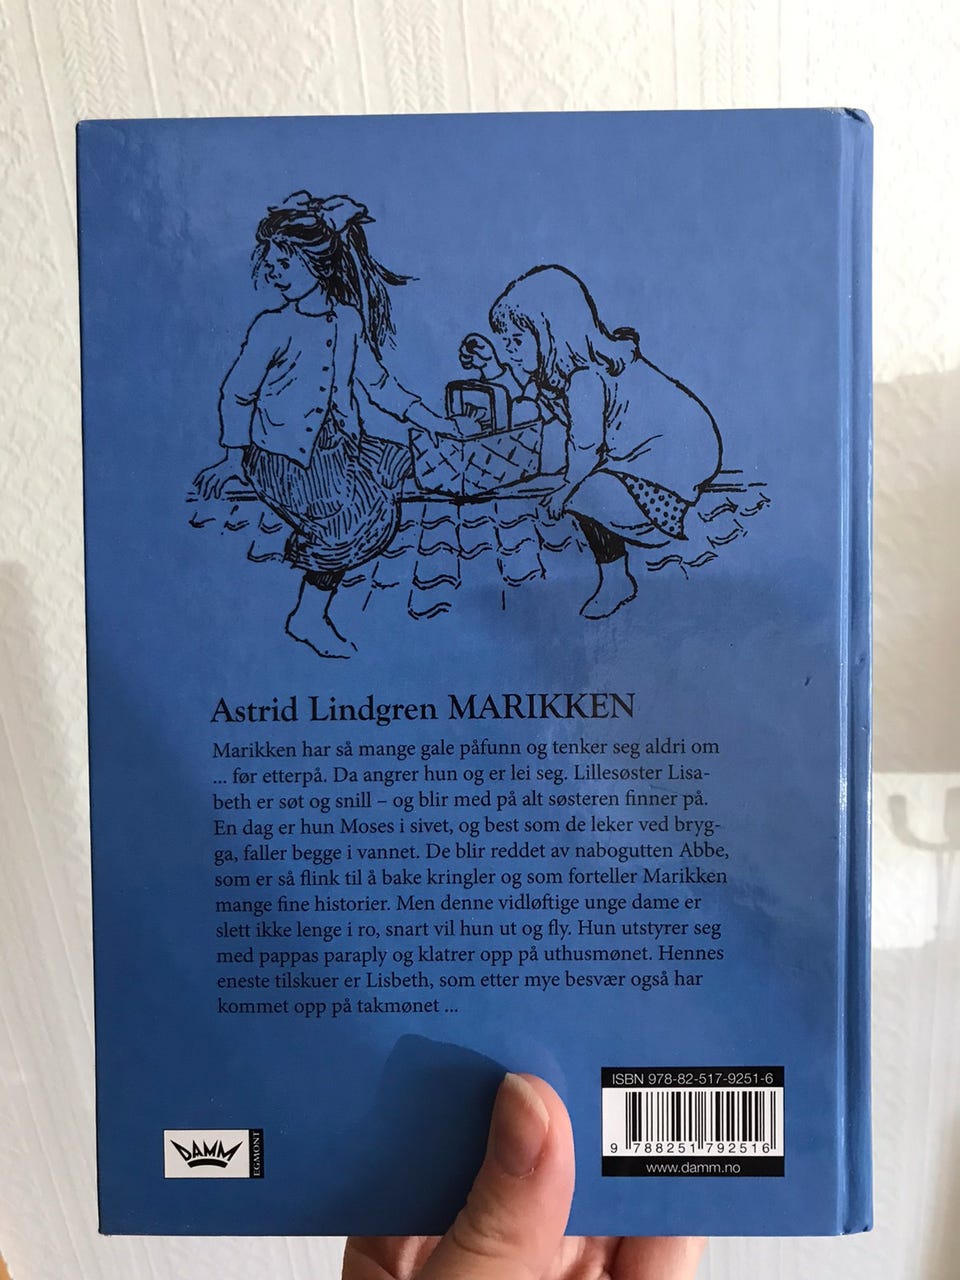 Astrid Lindgren MARIKKEN
Marikken har så mange gale påfunn og tenker seg aldri om
... før etterpå. Da angrer hun og er lei seg. Lillesøster Lisa-
beth er søt og snill – og blir med på alt søsteren finner på.
En dag er hun Moses i sivet, og best som de leker ved bryg-
ga, faller begge i vannet. De blir reddet av nabogutten Abbe,
som er så flink til å bake kringler og som forteller Marikken
mange fine historier. Men denne vidløftige unge dame er
slett ikke lenge i ro, snart vil hun ut og fly. Hun utstyrer seg
med pappas paraply og klatrer opp på uthusmønet. Hennes
eneste tilskuer er Lisbeth, som etter mye besvær også har
kommet opp på takmønet ...
ISBN 978-82-517-9251-6
9 788251 792516
www.damm.no
DAMM
EGMONT